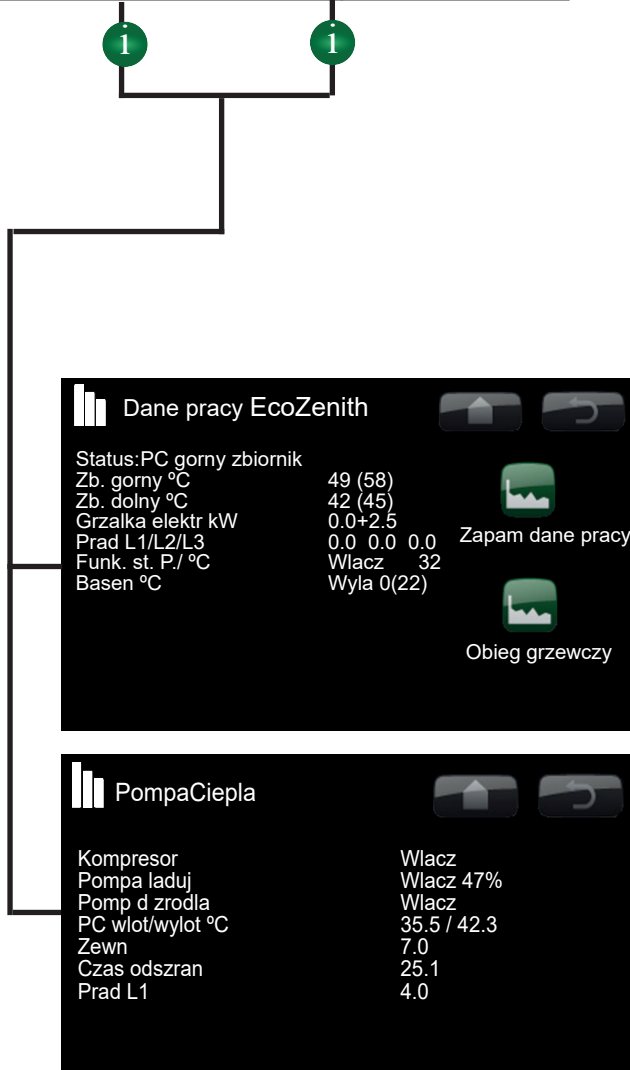 i i
Dane pracy EcoZenith
Status:PC gorny zbiornik
Zb. gorny ºC 49 (58)
Zb. dolny ºC 42 (45)
Grzalka elektr kW 0.0+2.5
Prad L1/L2/L3 0.0 0.0 0.0
Funk. st. P./ ºC Wlacz 32
Basen ºC Wyla 0(22)
Zapam dane pracy
Obieg grzewczy
PompaCiepla
Kompresor Wlacz
Pompa laduj Wlacz 47%
Pomp d zrodla Wlacz
PC wlot/wylot ºC 35.5 / 42.3
Zewn 7.0
Czas odszran 25.1
Prad L1 4.0